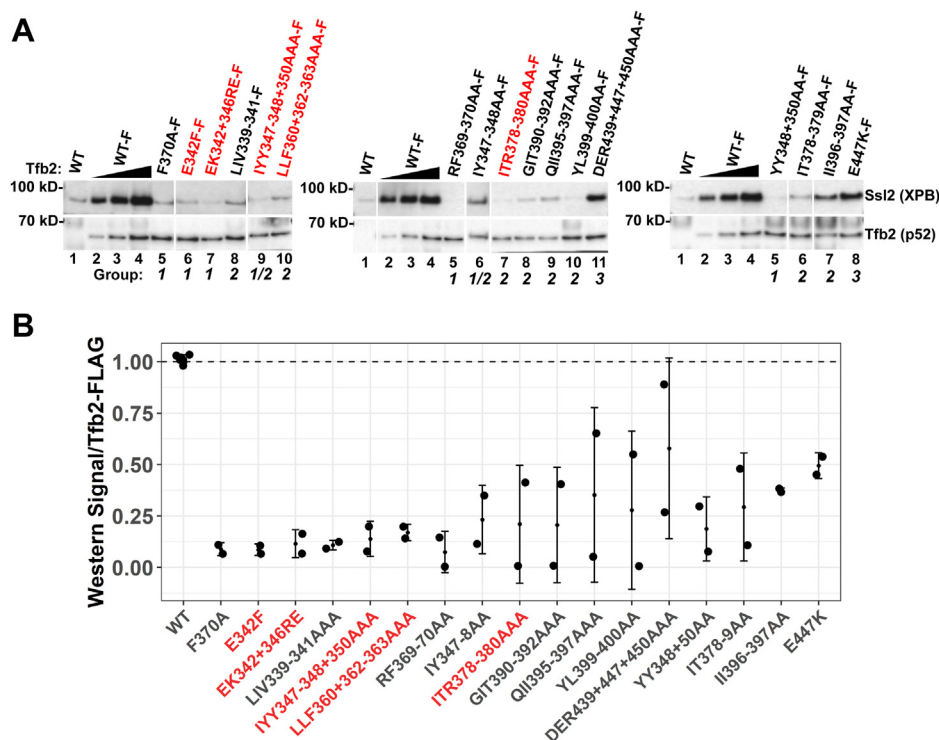 A
Tfb2: WT WT-F F370A-F E342F-F EK342+346RE-F LIV339-341-F IYY347-348+350AAA-F LLF360+362-363AAA-F
WT WT-F RF369-370AA-F IY347-348AA-F ITR378-380AAA-F GIT390-392AAA-F QII395-397AA-F YL399-400AA-F DER439+447+450AAA-F
WT WT-F YY348+350AA-F IT378-379AA-F II396-397AA-F E447K-F
100 kD 100 kD 100 kD Ssl2 (XPB)
70 kD 70 kD 70 kD
Tfb2 (p52)
1 2 3 4 5 6 7 8 9 10 1 2 3 4 5 6 7 8 9 10 11 1 2 3 4 5 6 7 8
Group: 1 1 1 2 1/2 2 1 1/2 2 2 2 2 3 1 2 2 3
B
Western Signal/Tfb2-FLAG
1.00
0.75
0.50
0.25
0.00
WT F370A E342F EK342+346RE LIV339-341AAA IYY347-348+350AAA LLF360+362-363AAA RF369-70AA IY347-8AA ITR378-380AAA GIT390-392AAA QII395-397AAA YL399-400AA DER439+447+450AAA YY348+50AA IT378-9AA II396-397AA E447K